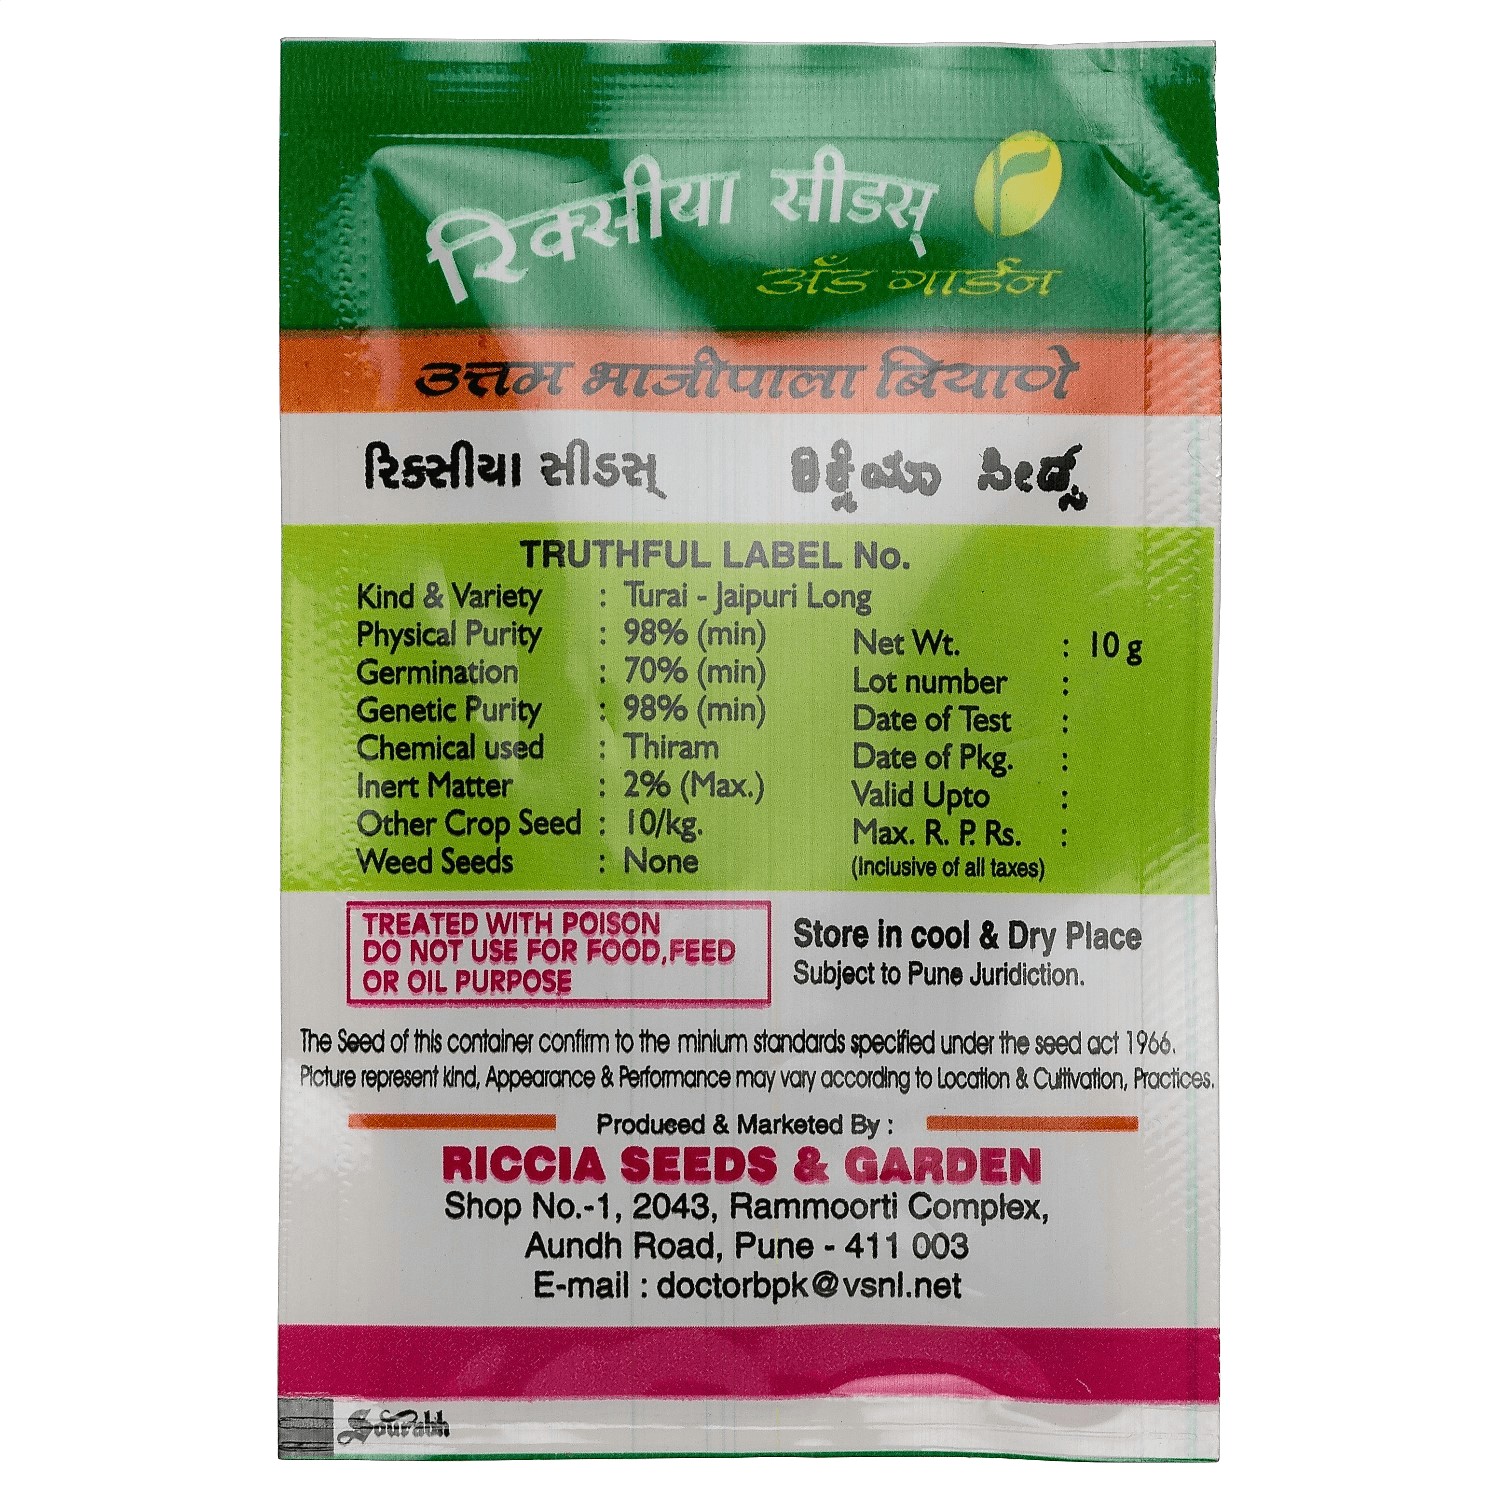 रिक्सीया सीडस्
अँड गार्डन
उत्तम भाजीपाला बियाणे
રિક્સીયા સીડસ્ ರಿಕ್ಸಿಯಾ ಸೀಡ್ಸ
TRUTHFUL LABEL No.
Kind & Variety : Turai - Jaipuri Long
Physical Purity : 98% (min)
Germination : 70% (min)
Genetic Purity : 98% (min)
Chemical used : Thiram
Inert Matter : 2% (Max.)
Other Crop Seed : 10/kg.
Weed Seeds : None
Net Wt. : 10 g
Lot number :
Date of Test :
Date of Pkg. :
Valid Upto :
Max. R. P. Rs. :
(Inclusive of all taxes)
TREATED WITH POISON
DO NOT USE FOR FOOD,FEED
OR OIL PURPOSE
Store in cool & Dry Place
Subject to Pune Juridiction.
The Seed of this container confirm to the minium standards specified under the seed act 1966.
Picture represent kind, Appearance & Performance may vary according to Location & Cultivation, Practices.
Produced & Marketed By :
RICCIA SEEDS & GARDEN
Shop No.-1, 2043, Rammoorti Complex,
Aundh Road, Pune - 411 003
E-mail : doctorbpk@vsnl.net
Sourabh